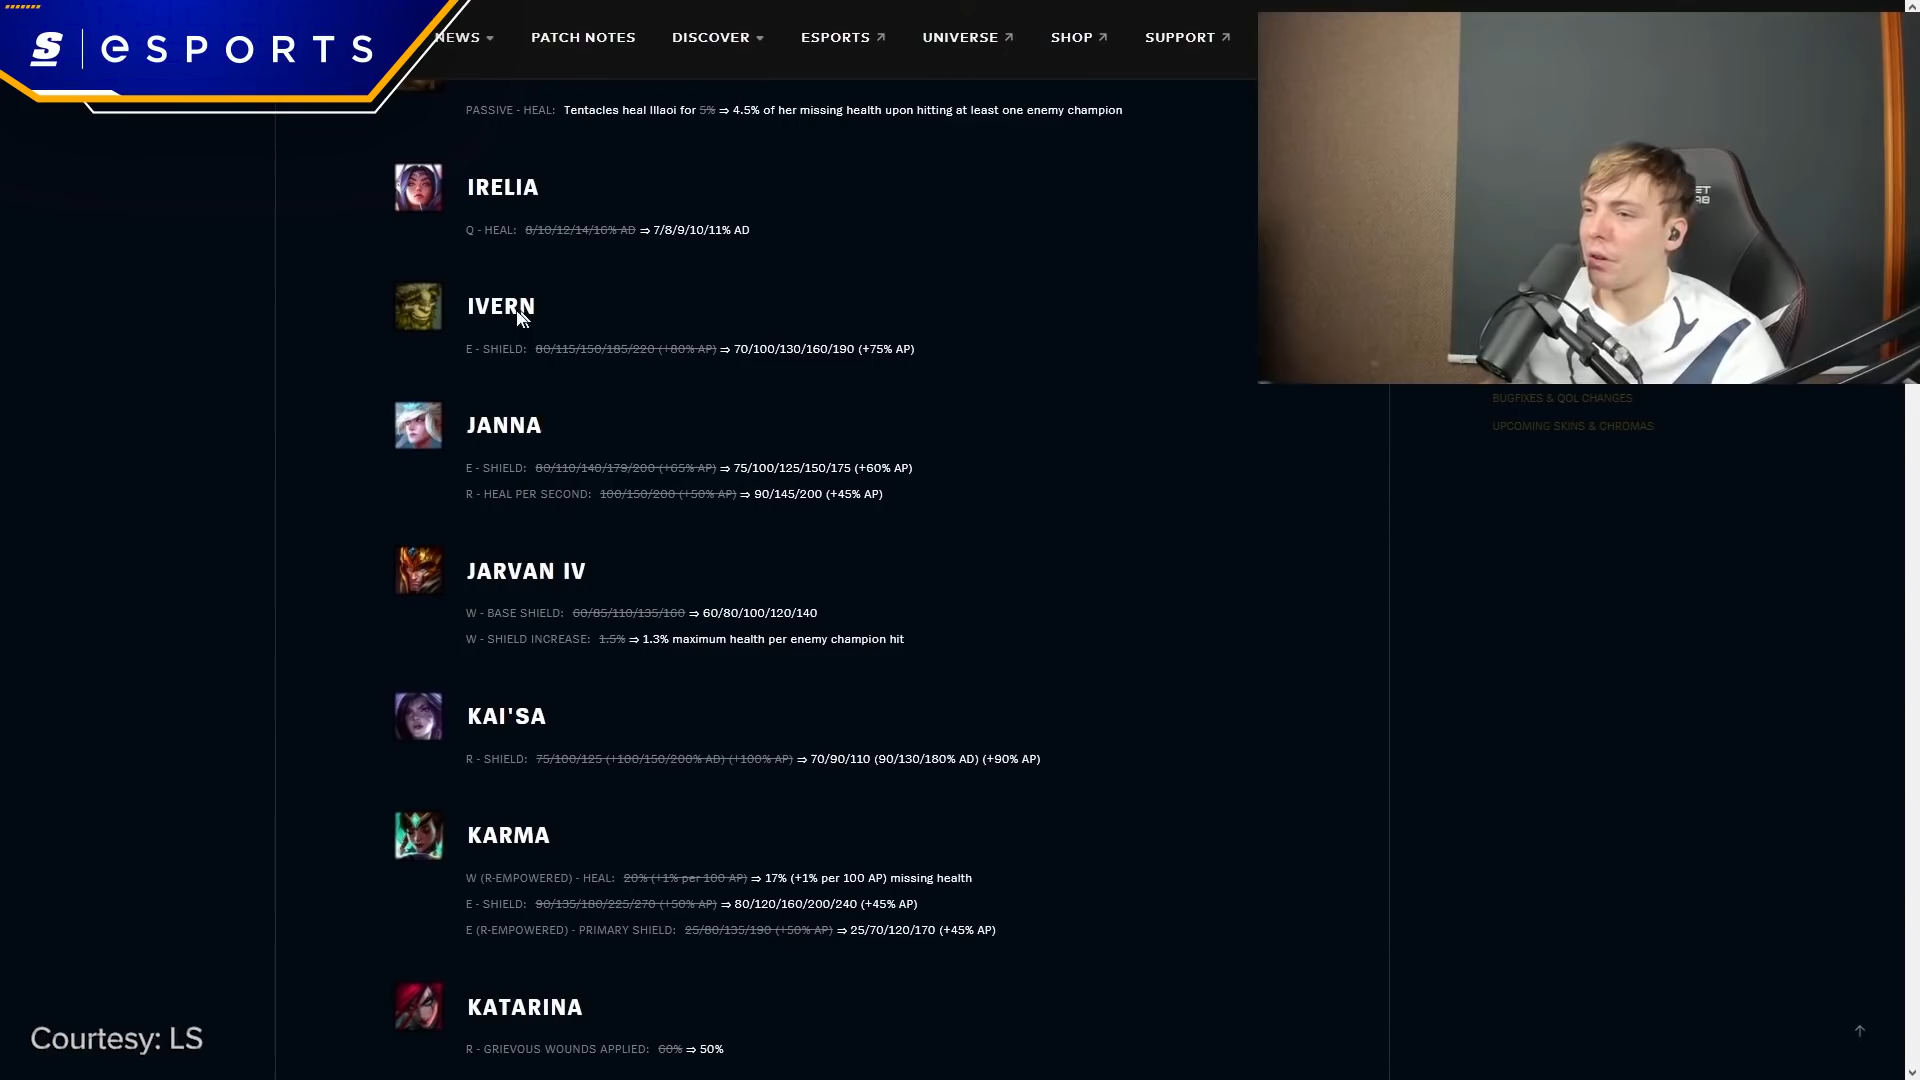 S | eSPORTS
NEWS
PATCH NOTES
DISCOVER
ESPORTS
UNIVERSE
SHOP
SUPPORT
PASSIVE - HEAL: Tentacles heal Illaoi for 5% ⇒ 4.5% of her missing health upon hitting at least one enemy champion
IRELIA
Q - HEAL: 8/10/12/14/16% AD ⇒ 7/8/9/10/11% AD
IVERN
E - SHIELD: 80/115/150/185/220 (+80% AP) ⇒ 70/100/130/160/190 (+75% AP)
JANNA
E - SHIELD: 80/110/140/179/200 (+65% AP) ⇒ 75/100/125/150/175 (+60% AP)
R - HEAL PER SECOND: 100/150/200 (+50% AP) ⇒ 90/145/200 (+45% AP)
JARVAN IV
W - BASE SHIELD: 60/85/110/135/160 ⇒ 60/80/100/120/140
W - SHIELD INCREASE: 1.5% ⇒ 1.3% maximum health per enemy champion hit
KAI'SA
R - SHIELD: 75/100/125 (+100/150/200% AD) (+100% AP) ⇒ 70/90/110 (90/130/180% AD) (+90% AP)
KARMA
W (R-EMPOWERED) - HEAL: 20% (+1% per 100 AP) ⇒ 17% (+1% per 100 AP) missing health
E - SHIELD: 90/135/180/225/270 (+50% AP) ⇒ 80/120/160/200/240 (+45% AP)
E (R-EMPOWERED) - PRIMARY SHIELD: 25/80/135/190 (+50% AP) ⇒ 25/70/120/170 (+45% AP)
KATARINA
R - GRIEVOUS WOUNDS APPLIED: 60% ⇒ 50%
BUGFIXES & QOL CHANGES
UPCOMING SKINS & CHROMAS
Courtesy: LS